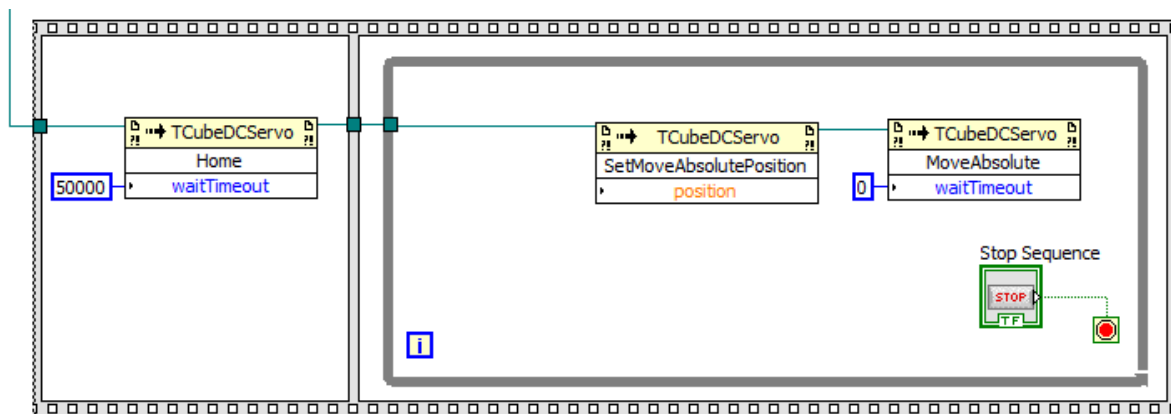 TCubeDCServo
Home
50000 waitTimeout
TCubeDCServo
SetMoveAbsolutePosition
position
TCubeDCServo
MoveAbsolute
0 waitTimeout
Stop Sequence
STOP
TF
i